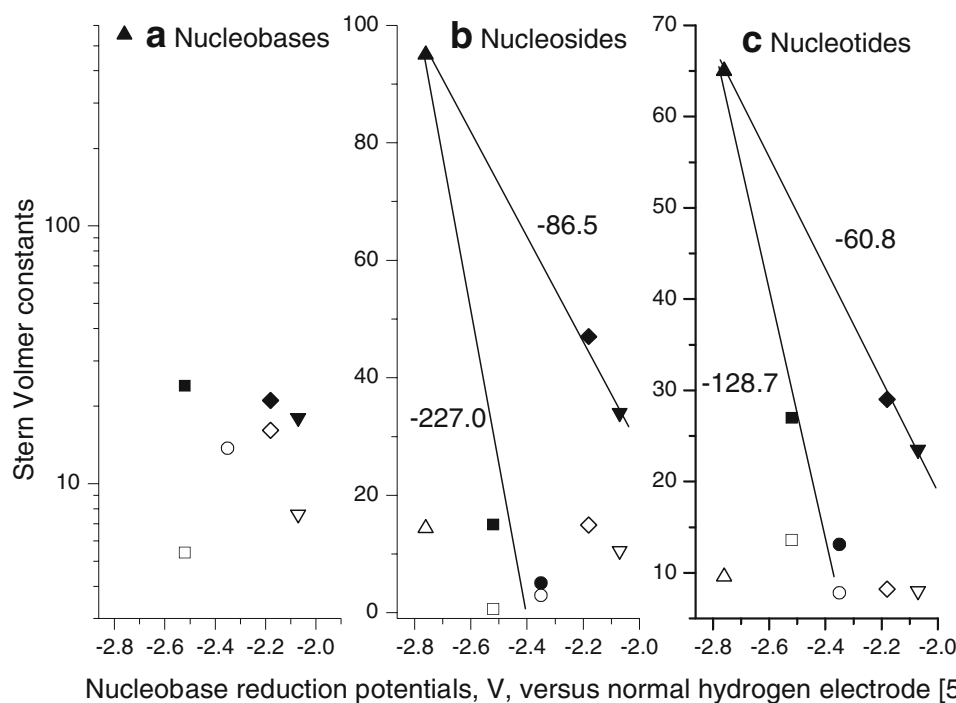 a Nucleobases
b Nucleosides
c Nucleotides
Stern Volmer constants
100
10
-2.8 -2.6 -2.4 -2.2 -2.0
100
80
60
40
20
0
-86.5
-227.0
-2.8 -2.6 -2.4 -2.2 -2.0
70
60
50
40
30
20
10
-60.8
-128.7
-2.8 -2.6 -2.4 -2.2 -2.0
Nucleobase reduction potentials, V, versus normal hydrogen electrode [5